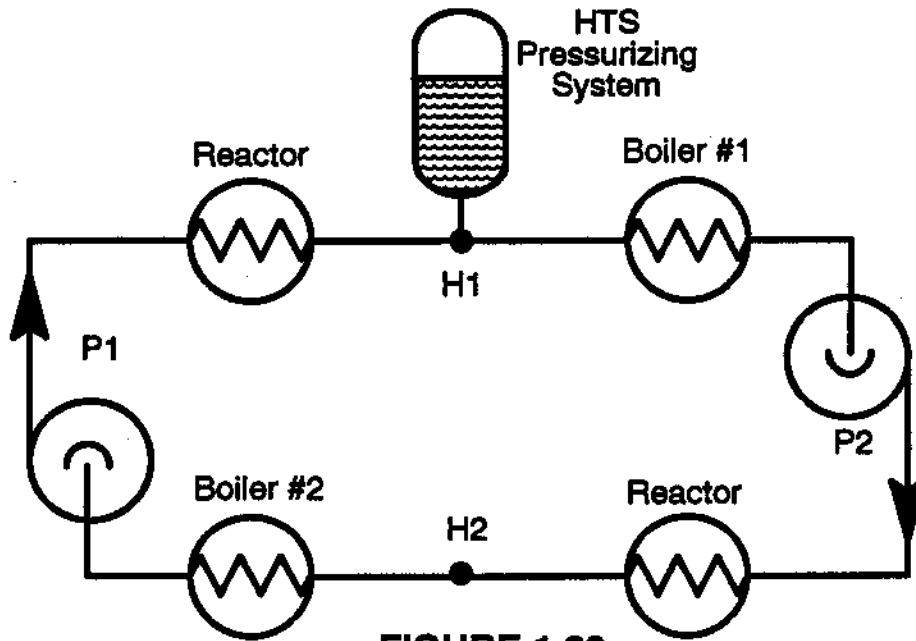 HTS
Pressurizing
System
Reactor
Boiler #1
H1
P1
P2
Boiler #2
H2
Reactor